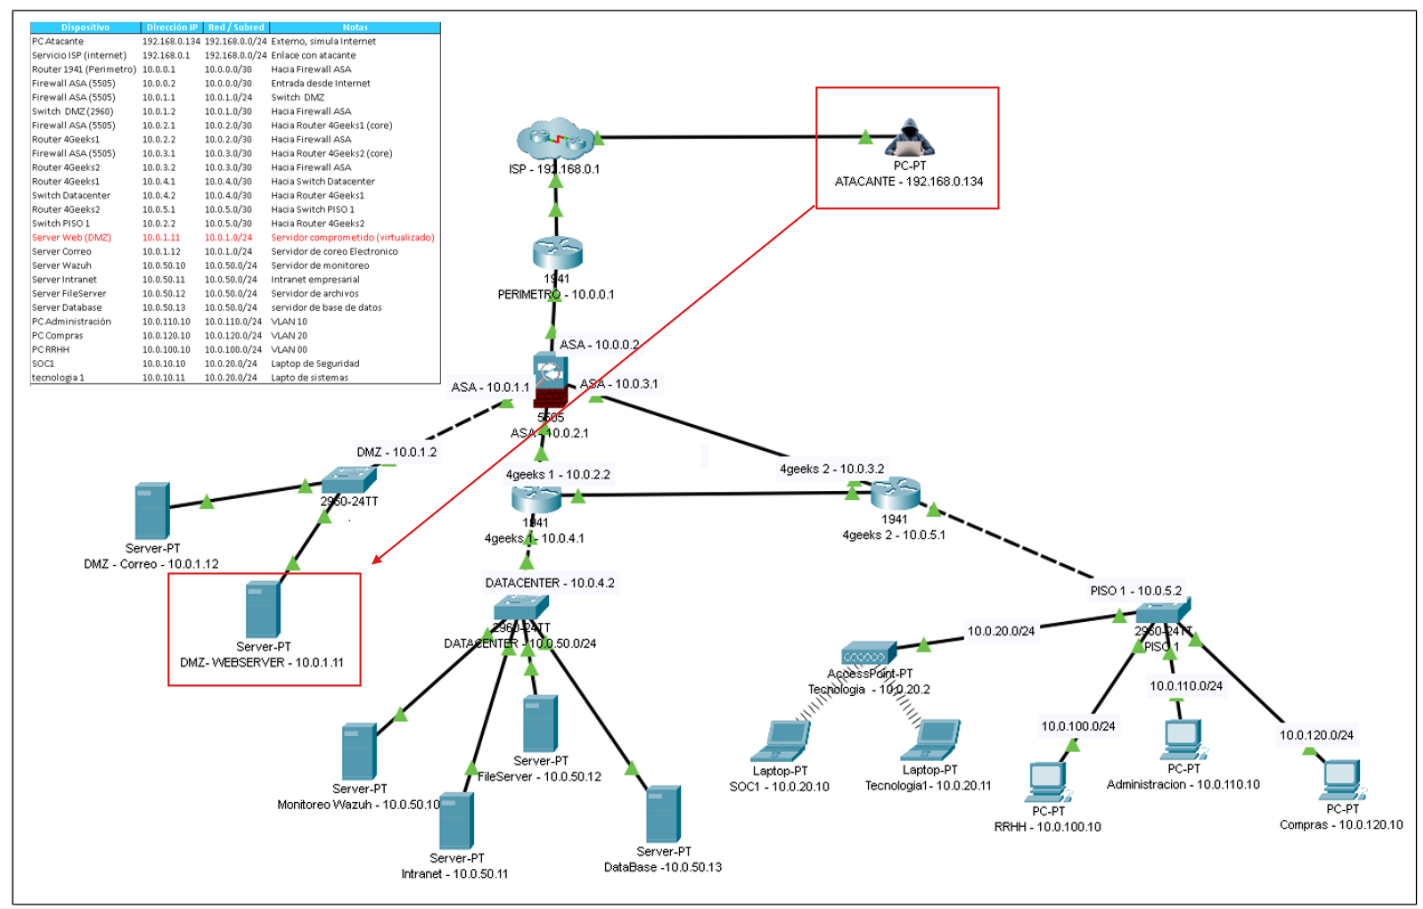 Dispositivo Dirección IP Red / Subred Notas
PC Atacante 192.168.0.134 192.168.0.0/24 Externo, simula Internet
Servicio ISP (internet) 192.168.0.1 192.168.0.0/24 Enlace con atacante
Router 1941 (Perimetro) 10.0.0.1 10.0.0.0/30 Hacia Firewall ASA
Firewall ASA (5505) 10.0.0.2 10.0.0.0/30 Entrada desde Internet
Firewall ASA (5505) 10.0.1.1 10.0.1.0/24 Switch DMZ
Switch DMZ (2960) 10.0.1.2 10.0.1.0/30 Hacia Firewall ASA
Firewall ASA (5505) 10.0.2.1 10.0.2.0/30 Hacia Router 4Geeks1 (core)
Router 4Geeks1 10.0.2.2 10.0.2.0/30 Hacia Firewall ASA
Firewall ASA (5505) 10.0.3.1 10.0.3.0/30 Hacia Router 4Geeks2 (core)
Router 4Geeks2 10.0.3.2 10.0.3.0/30 Hacia Firewall ASA
Router 4Geeks1 10.0.4.1 10.0.4.0/30 Hacia Switch Datacenter
Switch Datacenter 10.0.4.2 10.0.4.0/30 Hacia Router 4Geeks1
Router 4Geeks2 10.0.5.1 10.0.5.0/30 Hacia Switch PISO 1
Switch PISO 1 10.0.2.2 10.0.5.0/30 Hacia Router 4Geeks2
Server Web (DMZ) 10.0.1.11 10.0.1.0/24 Servidor comprometido (virtualizado)
Server Correo 10.0.1.12 10.0.1.0/24 Servidor de coreo Electronico
Server Wazuh 10.0.50.10 10.0.50.0/24 Servidor de monitoreo
Server Intranet 10.0.50.11 10.0.50.0/24 Intranet empresarial
Server FileServer 10.0.50.12 10.0.50.0/24 Servidor de archivos
Server Database 10.0.50.13 10.0.50.0/24 servidor de base de datos
PC Administración 10.0.110.10 10.0.110.0/24 VLAN 10
PC Compras 10.0.120.10 10.0.120.0/24 VLAN 20
PC RRHH 10.0.100.10 10.0.100.0/24 VLAN 00
SOC1 10.0.10.10 10.0.20.0/24 Laptop de Seguridad
tecnologia 1 10.0.10.11 10.0.20.0/24 Lapto de sistemas
ISP - 192.168.0.1
PC-PT
ATACANTE - 192.168.0.134
1941
PERIMETRO - 10.0.0.1
ASA - 10.0.0.2
ASA - 10.0.1.1
ASA - 10.0.3.1
5505
ASA - 10.0.2.1
DMZ - 10.0.1.2
2960-24TT
4geeks 1 - 10.0.2.2
1941
4geeks 1 - 10.0.4.1
4geeks 2 - 10.0.3.2
1941
4geeks 2 - 10.0.5.1
Server-PT
DMZ - Correo - 10.0.1.12
Server-PT
DMZ- WEBSERVER - 10.0.1.11
DATACENTER - 10.0.4.2
2960-24TT
DATACENTER - 10.0.50.0/24
PISO 1 - 10.0.5.2
2960-24TT
PISO 1
10.0.20.0/24
AccessPoint-PT
Tecnologia - 10.0.20.2
10.0.110.0/24
10.0.100.0/24
10.0.120.0/24
Server-PT
FileServer - 10.0.50.12
Server-PT
Monitoreo Wazuh - 10.0.50.10
Server-PT
Intranet - 10.0.50.11
Server-PT
DataBase -10.0.50.13
Laptop-PT
SOC1 - 10.0.20.10
Laptop-PT
Tecnologia1- 10.0.20.11
PC-PT
RRHH - 10.0.100.10
PC-PT
Administracion - 10.0.110.10
PC-PT
Compras - 10.0.120.10